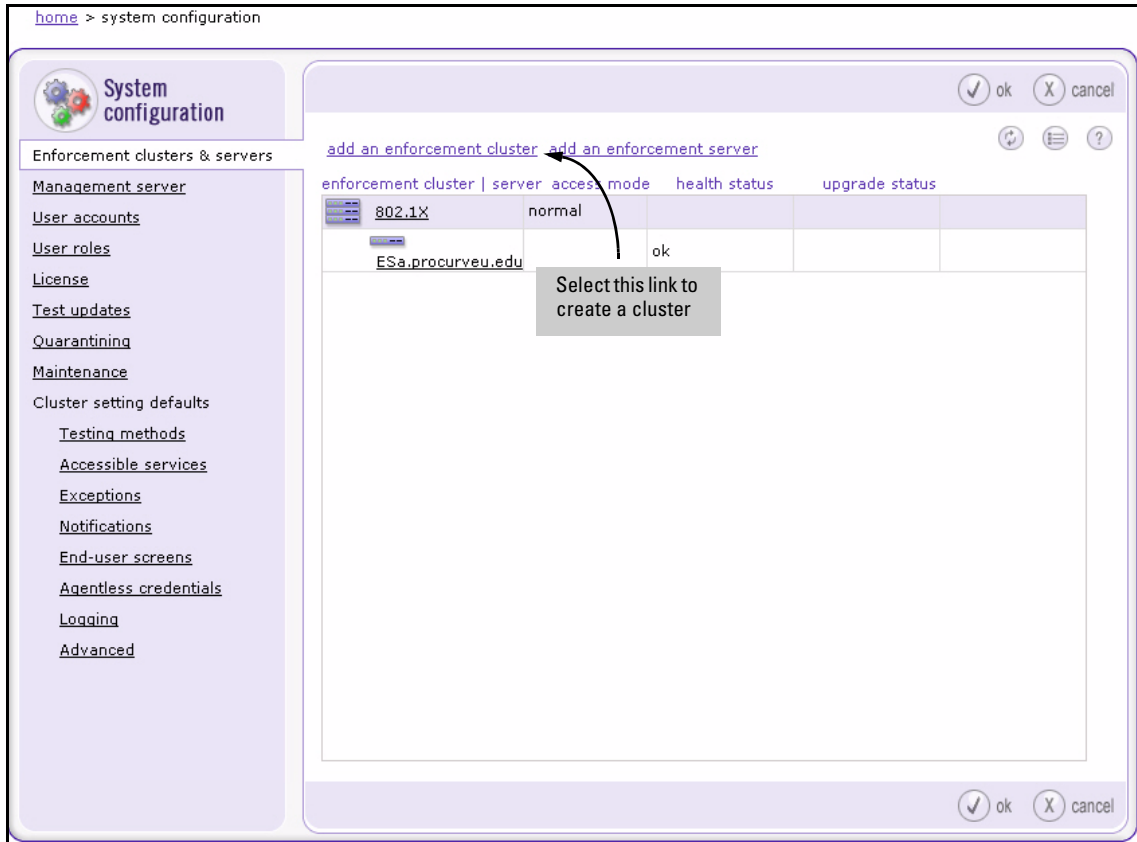 home > system configuration
System
configuration
ok cancel
Enforcement clusters & servers
Management server
User accounts
User roles
License
Test updates
Quarantining
Maintenance
Cluster setting defaults
Testing methods
Accessible services
Exceptions
Notifications
End-user screens
Agentless credentials
Logging
Advanced
add an enforcement cluster add an enforcement server
enforcement cluster | server access mode health status upgrade status
802.1X normal
ESa.procurveu.edu ok
Select this link to
create a cluster
ok cancel